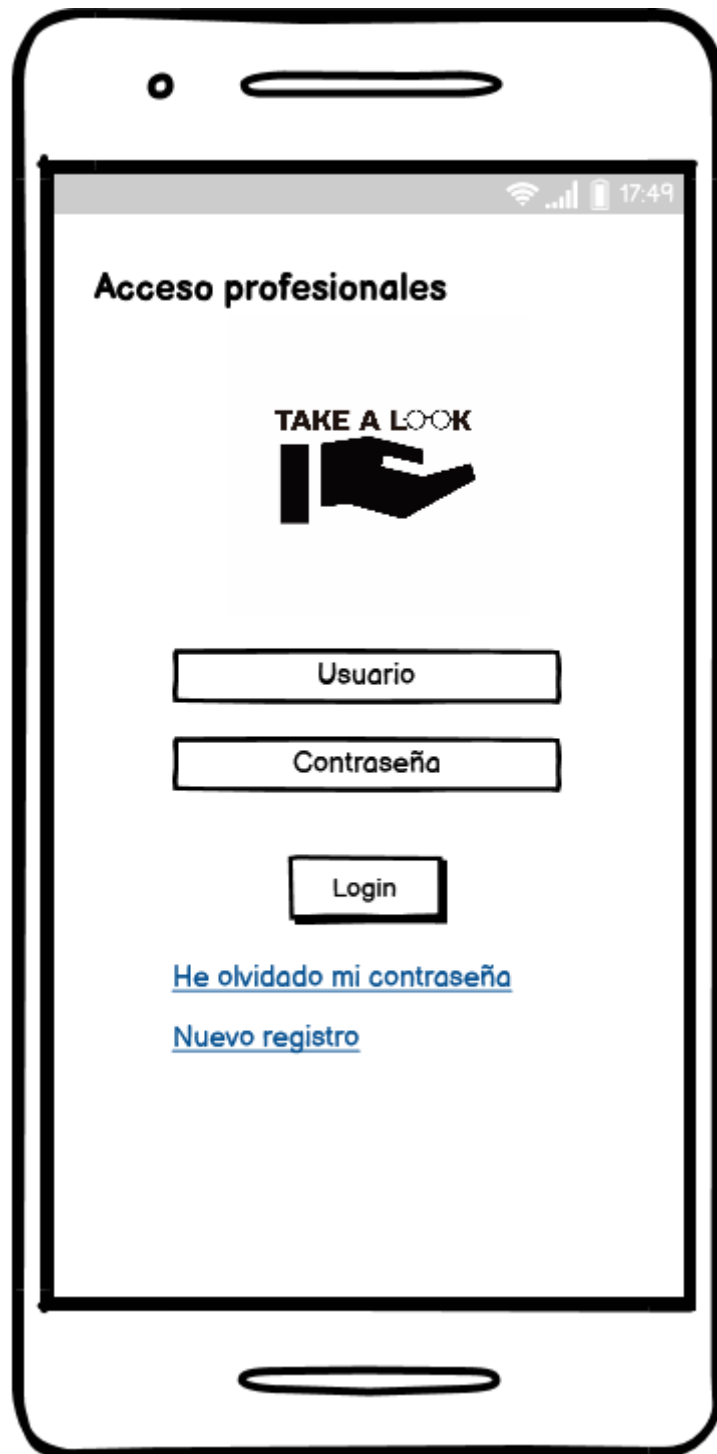 17:49
Acceso profesionales
TAKE A LOOK
Usuario
Contraseña
Login
He olvidado mi contraseña
Nuevo registro